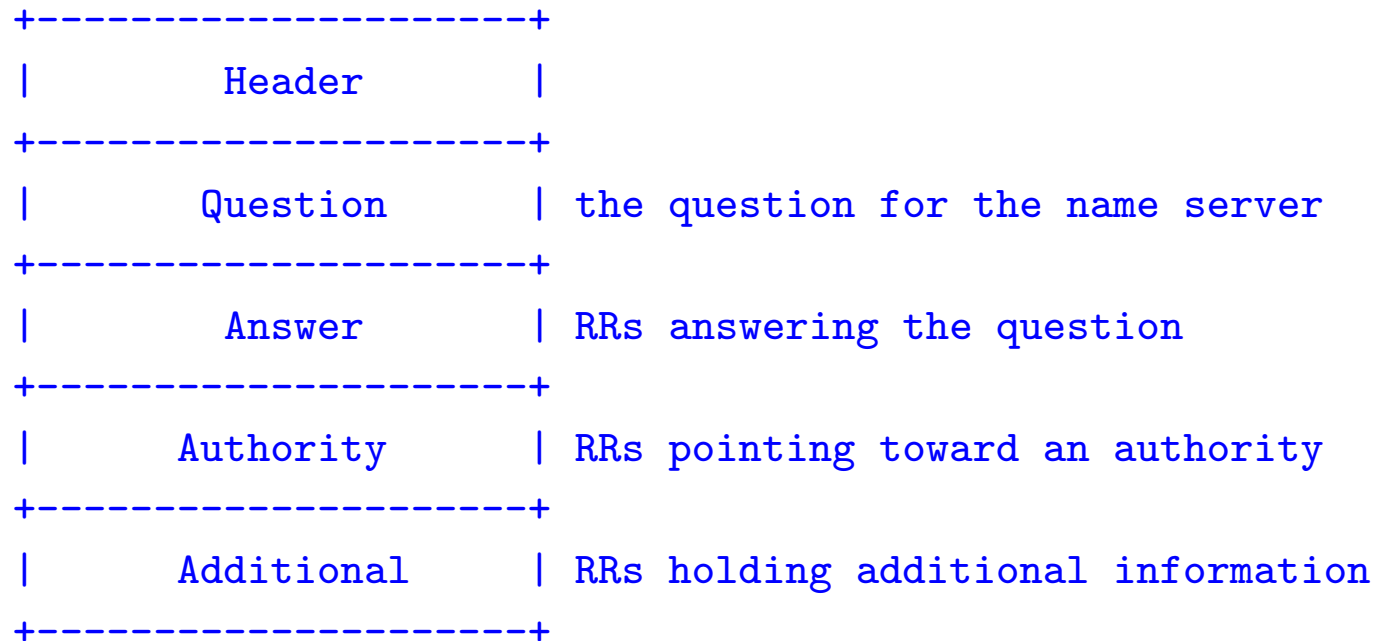 +---------------------+
|        Header       |
+---------------------+
|       Question      | the question for the name server
+---------------------+
|        Answer       | RRs answering the question
+---------------------+
|      Authority      | RRs pointing toward an authority
+---------------------+
|      Additional     | RRs holding additional information
+---------------------+